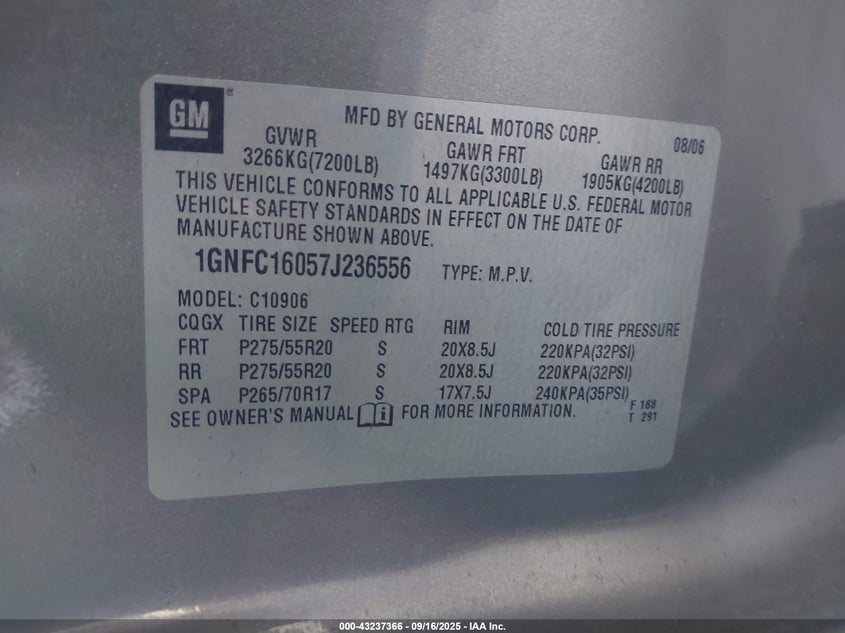 GM®
MFD BY GENERAL MOTORS CORP. 08/06
GVWR GAWR FRT GAWR RR
3266KG(7200LB) 1497KG(3300LB) 1905KG(4200LB)
THIS VEHICLE CONFORMS TO ALL APPLICABLE U.S. FEDERAL MOTOR
VEHICLE SAFETY STANDARDS IN EFFECT ON THE DATE OF
MANUFACTURE SHOWN ABOVE.
1GNFC16057J236556 TYPE: M.P.V.
MODEL: C10906
CQGX TIRE SIZE SPEED RTG RIM COLD TIRE PRESSURE
FRT P275/55R20 S 20X8.5J 220KPA(32PSI)
RR P275/55R20 S 20X8.5J 220KPA(32PSI)
SPA P265/70R17 S 17X7.5J 240KPA(35PSI)
SEE OWNER'S MANUAL i FOR MORE INFORMATION. F 188
T 291
000-43237366 - 09/16/2025 - IAA Inc.